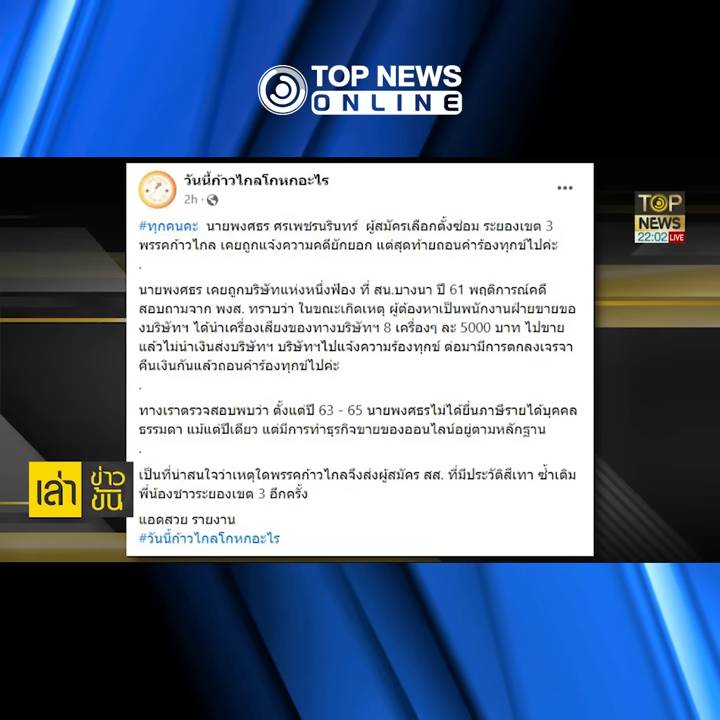 TOP NEWS
ONLINE
วันนี้ก้าวไกลโกหกอะไร
2h
TOP
NEWS
22:02 LIVE
#ทุกคนคะ นายพงศธร ศรเพชรนรินทร์ ผู้สมัครเลือกตั้งซ่อม ระยองเขต 3
พรรคก้าวไกล เคยถูกแจ้งความคดียักยอก แต่สุดท้ายถอนคำร้องทุกข์ไปค่ะ
.
นายพงศธร เคยถูกบริษัทแห่งหนึ่งฟ้อง ที่ สน.บางนา ปี 61 พฤติการณ์คดี
สอบถามจาก พงส. ทราบว่า ในขณะเกิดเหตุ ผู้ต้องหาเป็นพนักงานฝ่ายขายขอ
งบริษัทฯ ได้นำเครื่องเสียงของทางบริษัทฯ 8 เครื่องๆ ละ 5000 บาท ไปขาย
แล้วไม่นำเงินส่งบริษัทฯ บริษัทฯไปแจ้งความร้องทุกข์ ต่อมามีการตกลงเจรจา
คืนเงินกันแล้วถอนคำร้องทุกข์ไปค่ะ
.
ทางเราตรวจสอบพบว่า ตั้งแต่ปี 63 - 65 นายพงศธรไม่ได้ยื่นภาษีรายได้บุคคล
ธรรมดา แม้แต่ปีเดียว แต่มีการทำธุรกิจขายของออนไลน์อยู่ตามหลักฐาน
.
เป็นที่น่าสนใจว่าเหตุใดพรรคก้าวไกลจึงส่งผู้สมัคร สส. ที่มีประวัติสีเทา ซ้ำเติม
พี่น้องชาวระยองเขต 3 อีกครั้ง
แอดสวย รายงาน
#วันนี้ก้าวไกลโกหกอะไร
เล่า
ข่าว
ข้น